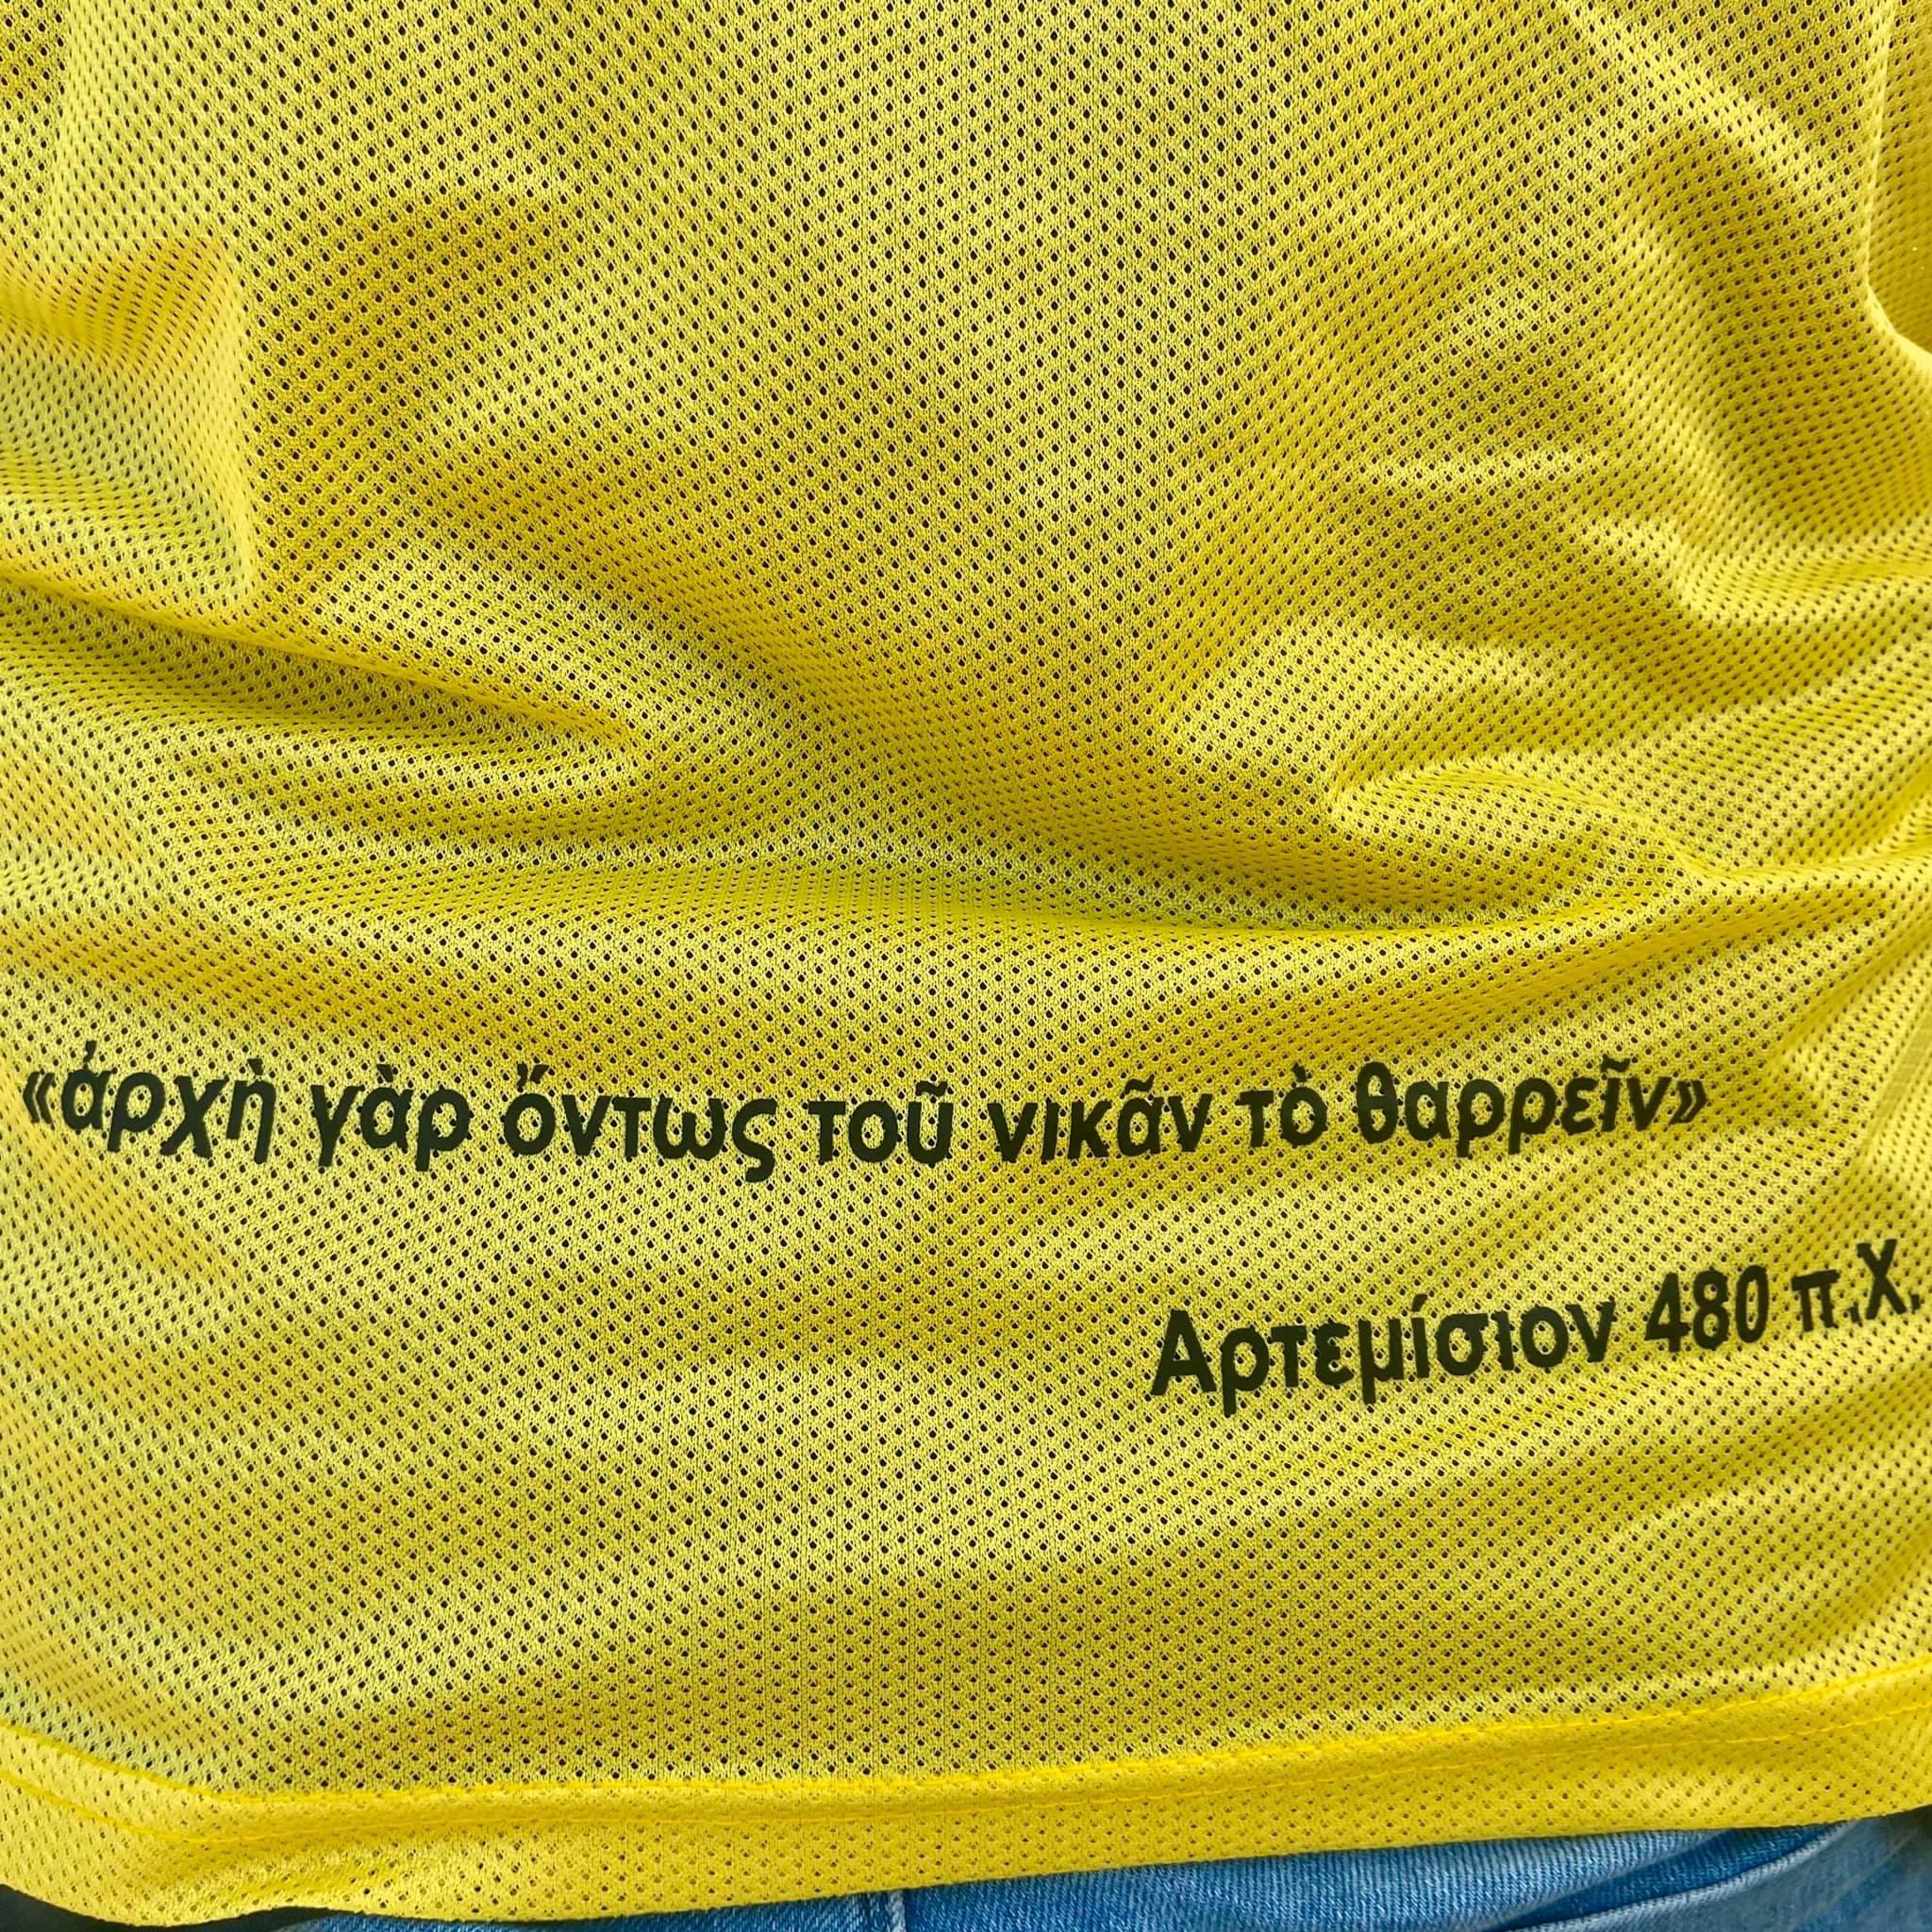 «ἀρχὴ γὰρ ὄντως τοῦ νικᾶν τὸ θαρρεῖν»
Αρτεμίσιον 480 π.Χ.